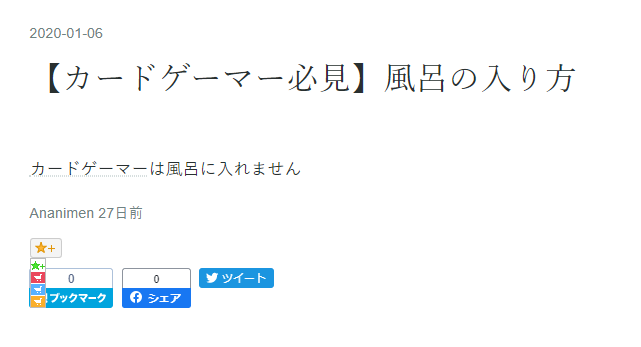 2020-01-06
【カードゲーマー必見】風呂の入り方
カードゲーマーは風呂に入れません
Ananimen 27日前
+
+
0
ブックマーク
0
シェア
ツイート